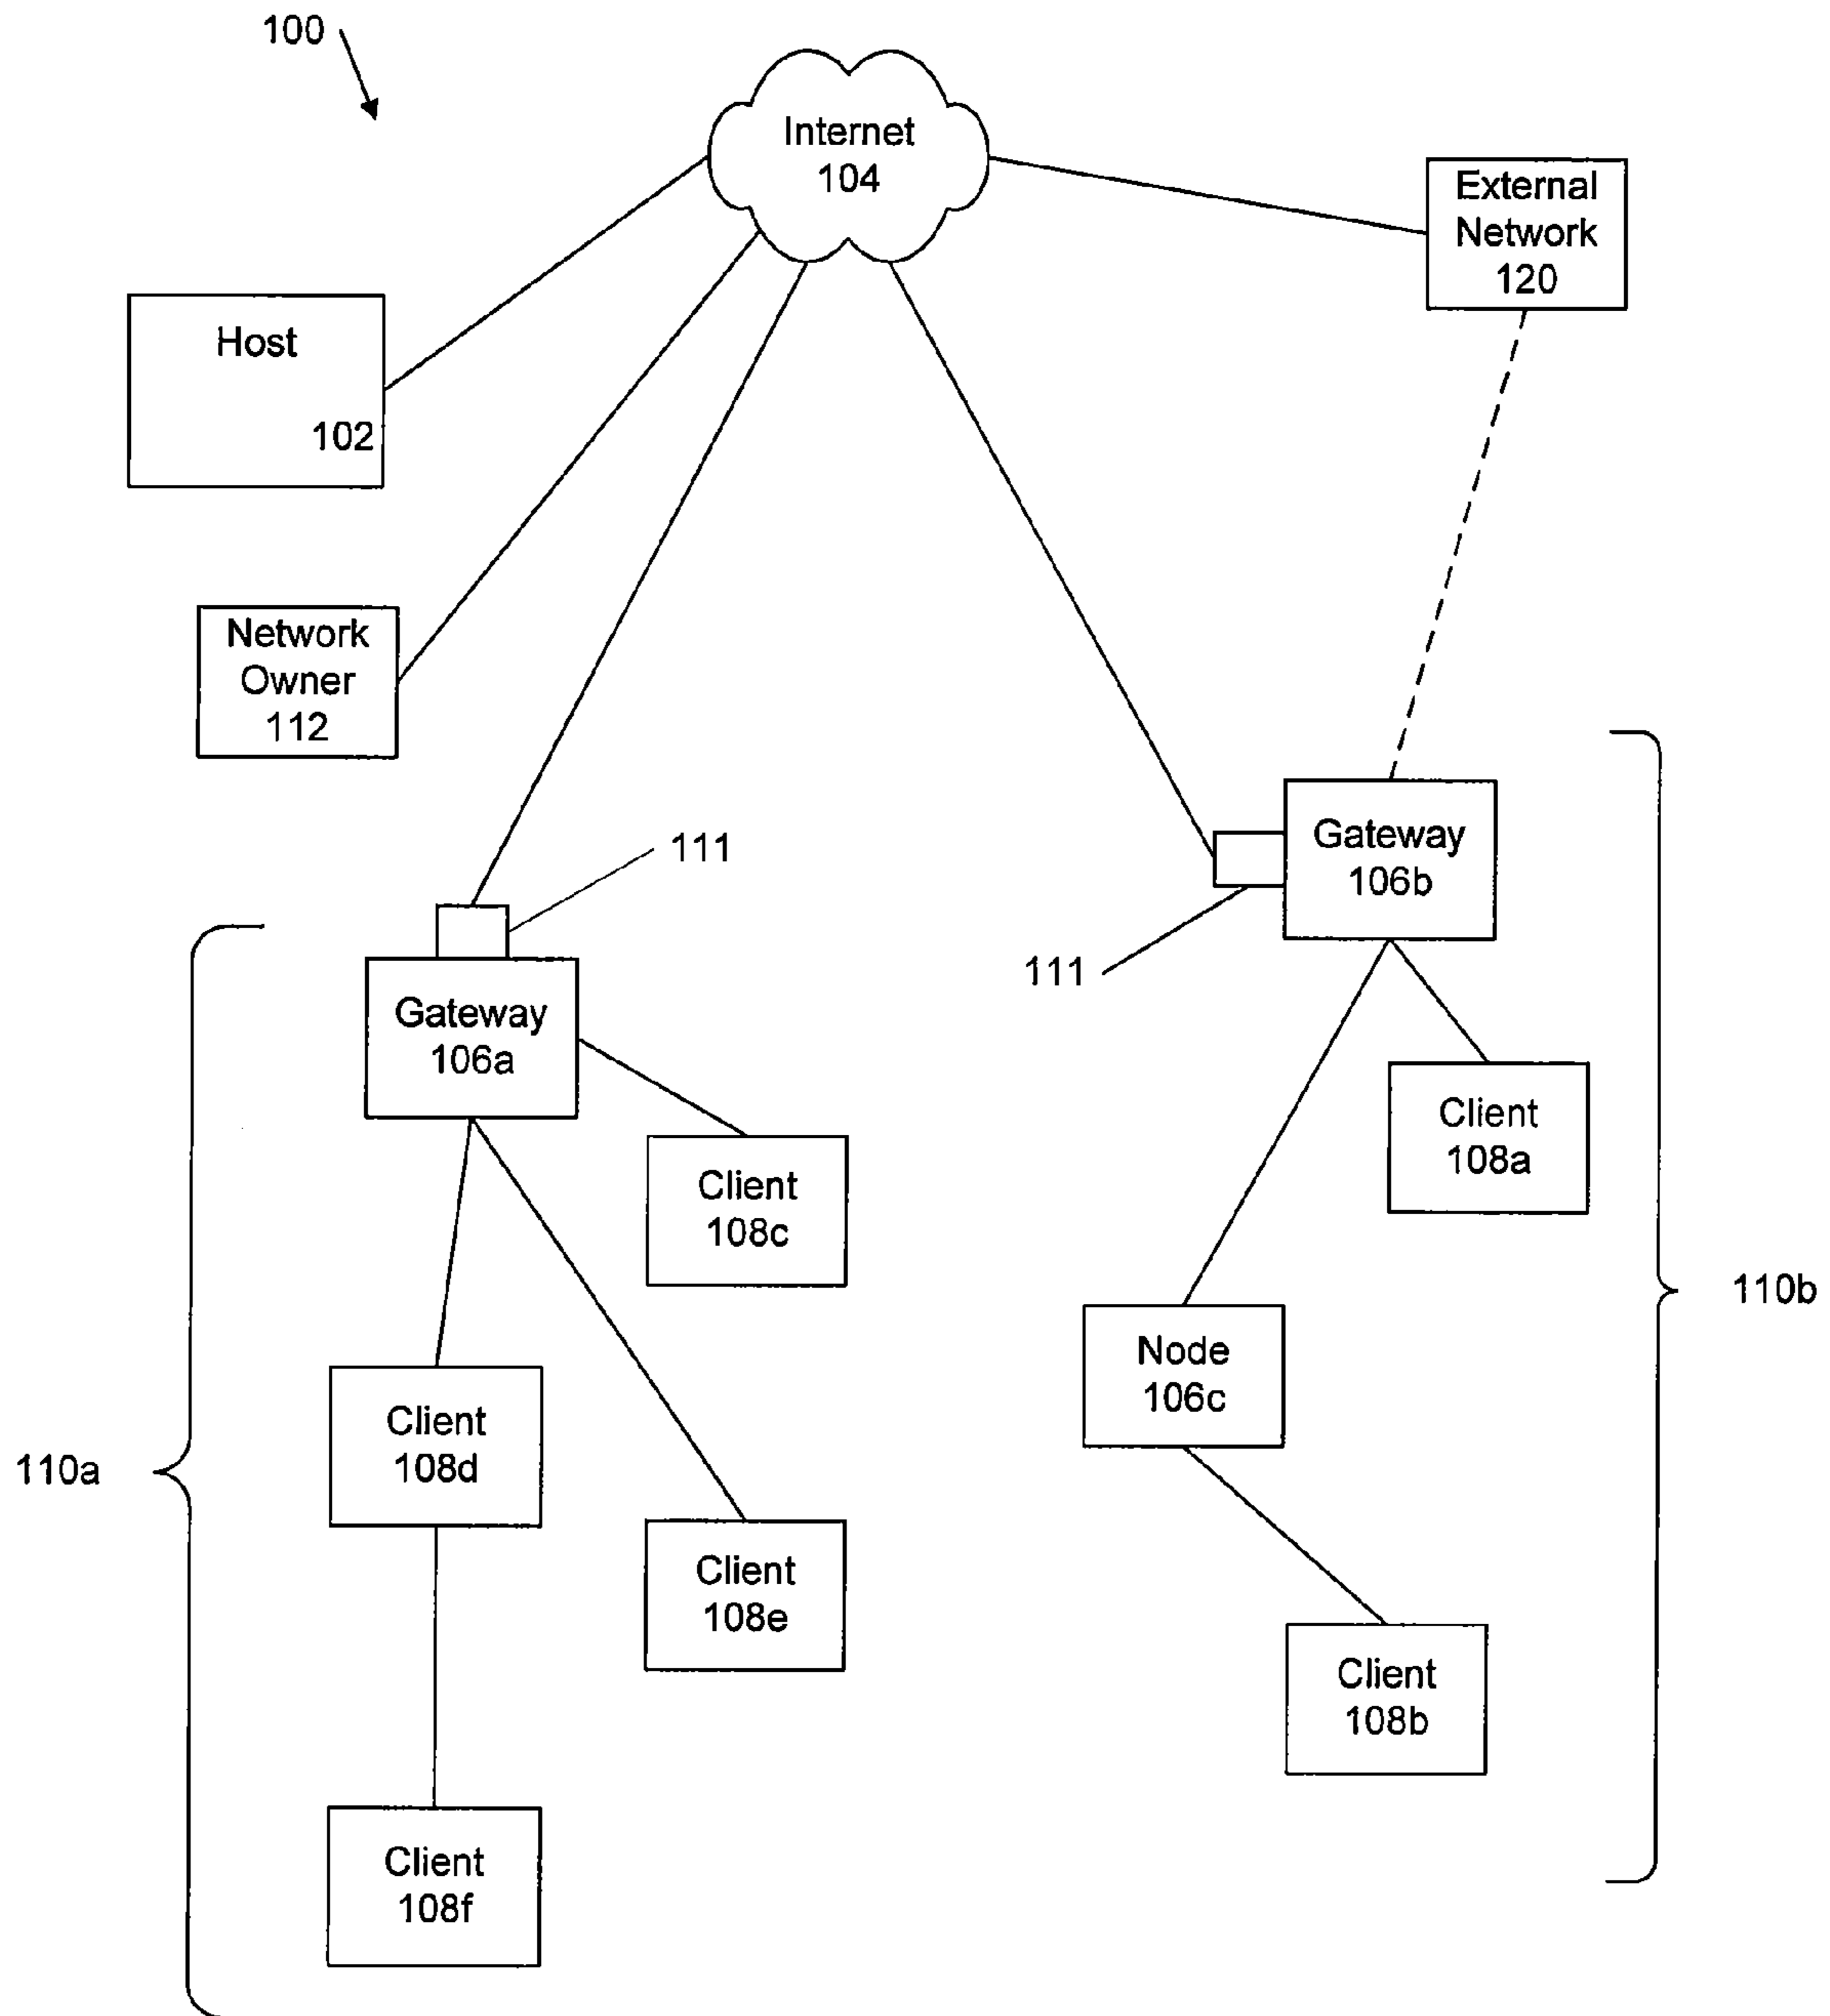 100
Internet
104
External
Network
120
Host
102
Network
Owner
112
111
Gateway
106b
111
Gateway
106a
Client
108a
Client
108c
110b
Node
106c
Client
108d
110a
Client
108e
Client
108b
Client
108f